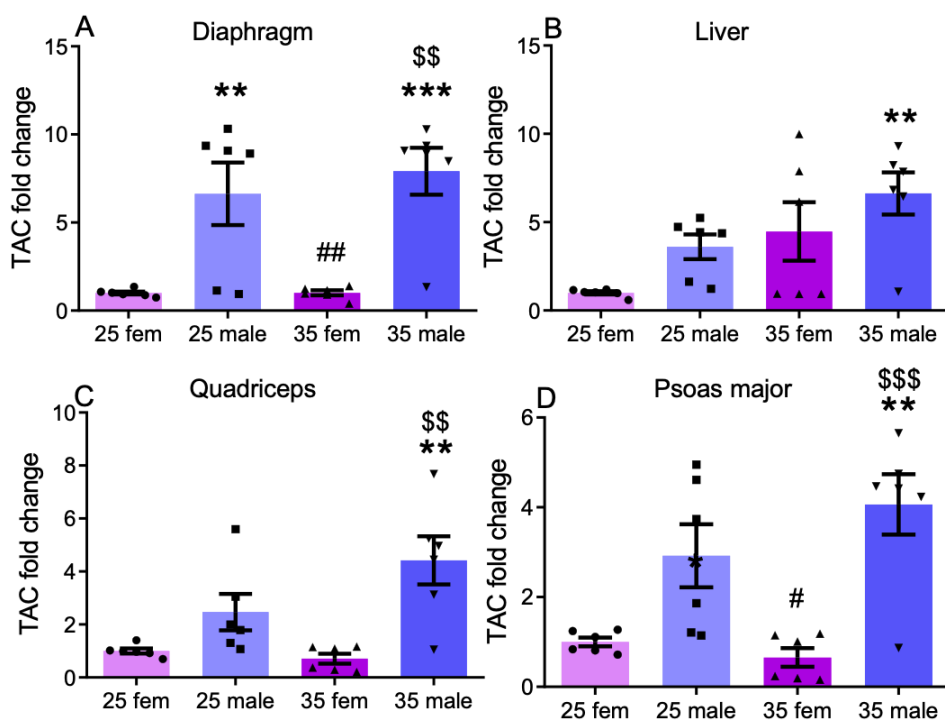 A Diaphragm
TAC fold change
15
10
5
0
**
##
$$
***
25 fem 25 male 35 fem 35 male
B Liver
TAC fold change
15
10
5
0
**
25 fem 25 male 35 fem 35 male
C Quadriceps
TAC fold change
10
8
6
4
2
0
$$
**
25 fem 25 male 35 fem 35 male
D Psoas major
TAC fold change
6
4
2
0
*
#
$$$
**
25 fem 25 male 35 fem 35 male